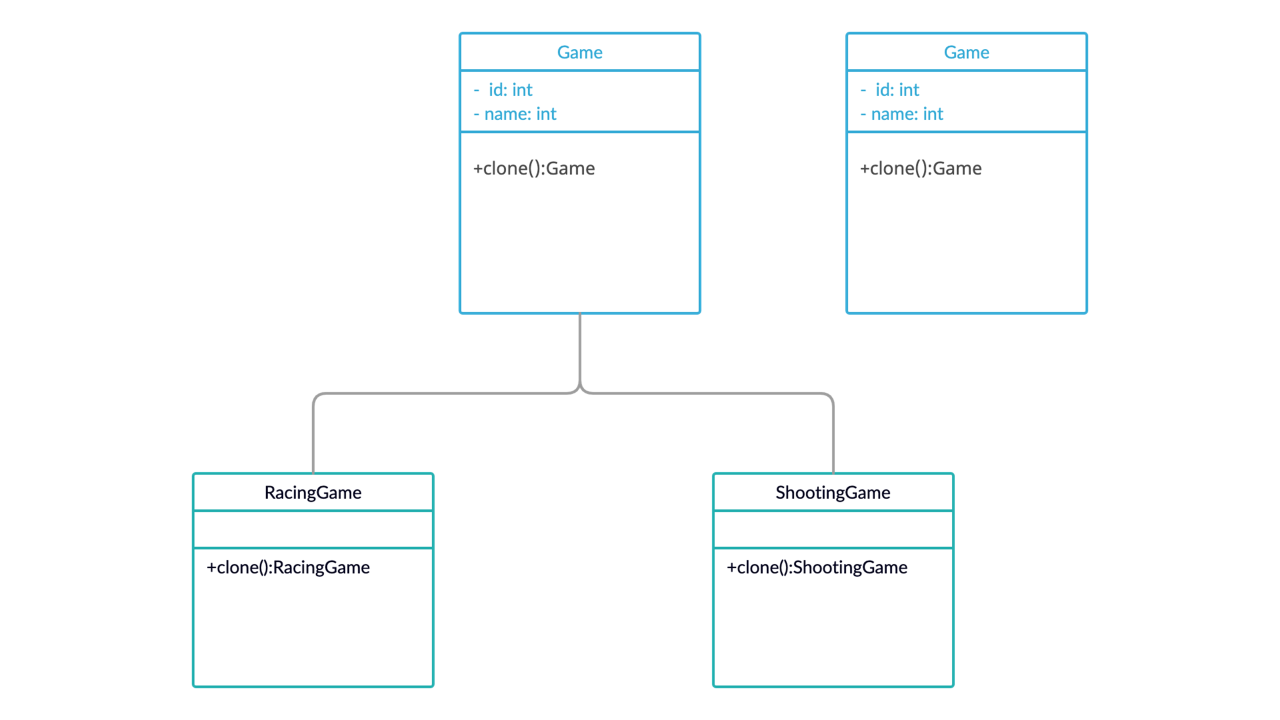 Game
-  id: int
- name: int
+clone():Game
Game
-  id: int
- name: int
+clone():Game
RacingGame
+clone():RacingGame
ShootingGame
+clone():ShootingGame